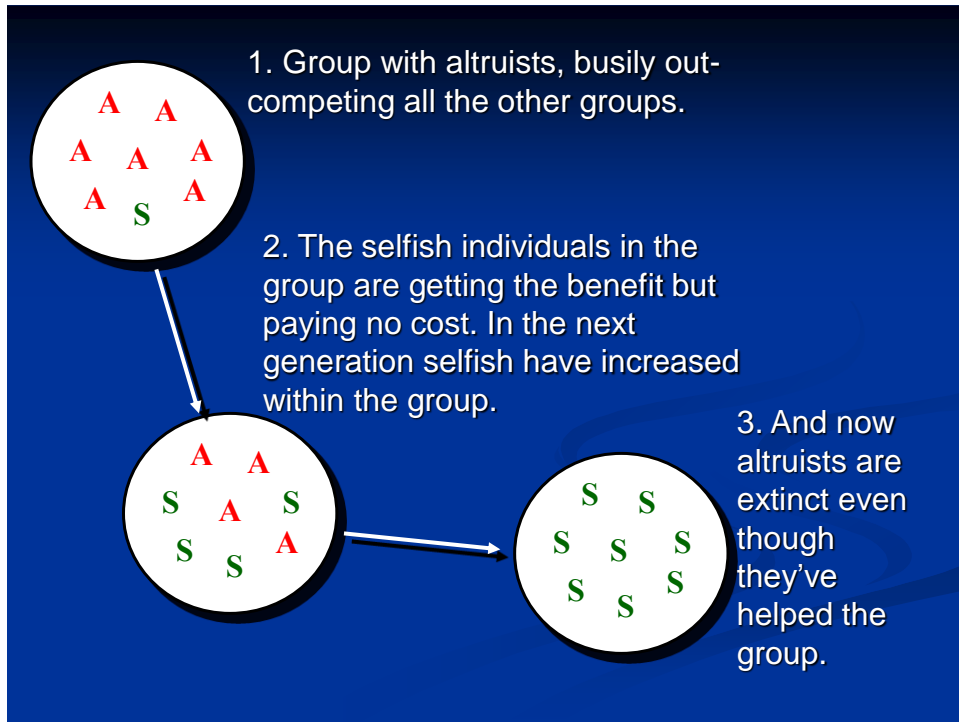 1. Group with altruists, busily out-
competing all the other groups.
A A
A A A
A A
S
2. The selfish individuals in the
group are getting the benefit but
paying no cost. In the next
generation selfish have increased
within the group.
A A
S A S
S S A
3. And now
altruists are
extinct even
though
they've
helped the
group.
S S
S S S
S S S